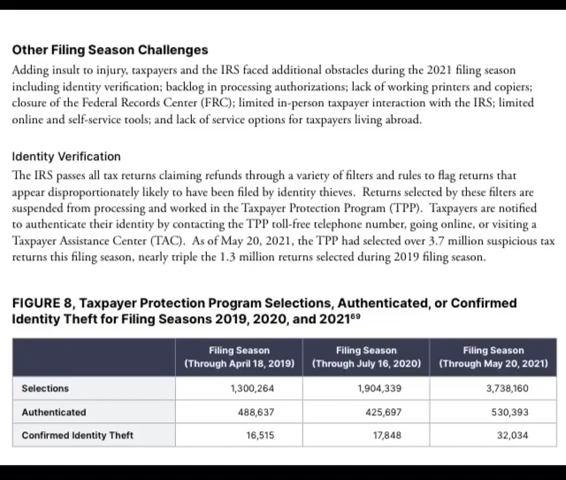 Other Filing Season Challenges
Adding insult to injury, taxpayers and the IRS faced additional obstacles during the 2021 filing season
including identity verification; backlog in processing authorizations; lack of working printers and copiers;
closure of the Federal Records Center (FRC); limited in-person taxpayer interaction with the IRS; limited
online and self-service tools; and lack of service options for taxpayers living abroad.
Identity Verification
The IRS passes all tax returns claiming refunds through a variety of filters and rules to flag returns that
appear disproportionately likely to have been filed by identity thieves. Returns selected by these filters are
suspended from processing and worked in the Taxpayer Protection Program (TPP). Taxpayers are notified
to authenticate their identity by contacting the TPP toll-free telephone number, going online, or visiting a
Taxpayer Assistance Center (TAC). As of May 20, 2021, the TPP had selected over 3.7 million suspicious tax
returns this filing season, nearly triple the 1.3 million returns selected during 2019 filing season.
FIGURE 8, Taxpayer Protection Program Selections, Authenticated, or Confirmed
Identity Theft for Filing Seasons 2019, 2020, and 2021⁶⁹
Filing Season Filing Season Filing Season
(Through April 18, 2019) (Through July 16, 2020) (Through May 20, 2021)
Selections 1,300,264 1,904,339 3,738,160
Authenticated 488,637 425,697 530,393
Confirmed Identity Theft 16,515 17,848 32,034